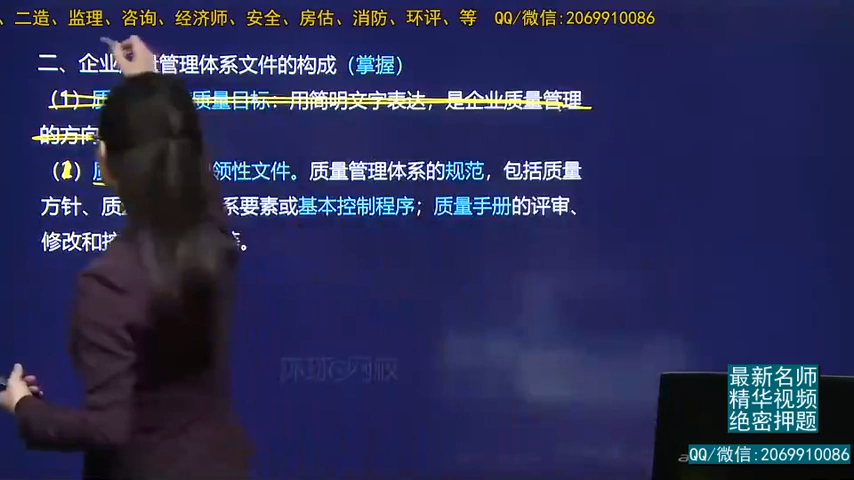 、二造、监理、咨询、经济师、安全、房估、消防、环评、等 QQ/微信:2069910086
二、企业质量管理体系文件的构成（掌握）
（1）质 质量目标：用简明文字表达，是企业质量管理
的方向
（2） 领性文件。质量管理体系的规范，包括质量
方针、质 系要素或基本控制程序；质量手册的评审、
修改和控 。
最新名师
精华视频
绝密押题
QQ/微信:2069910086